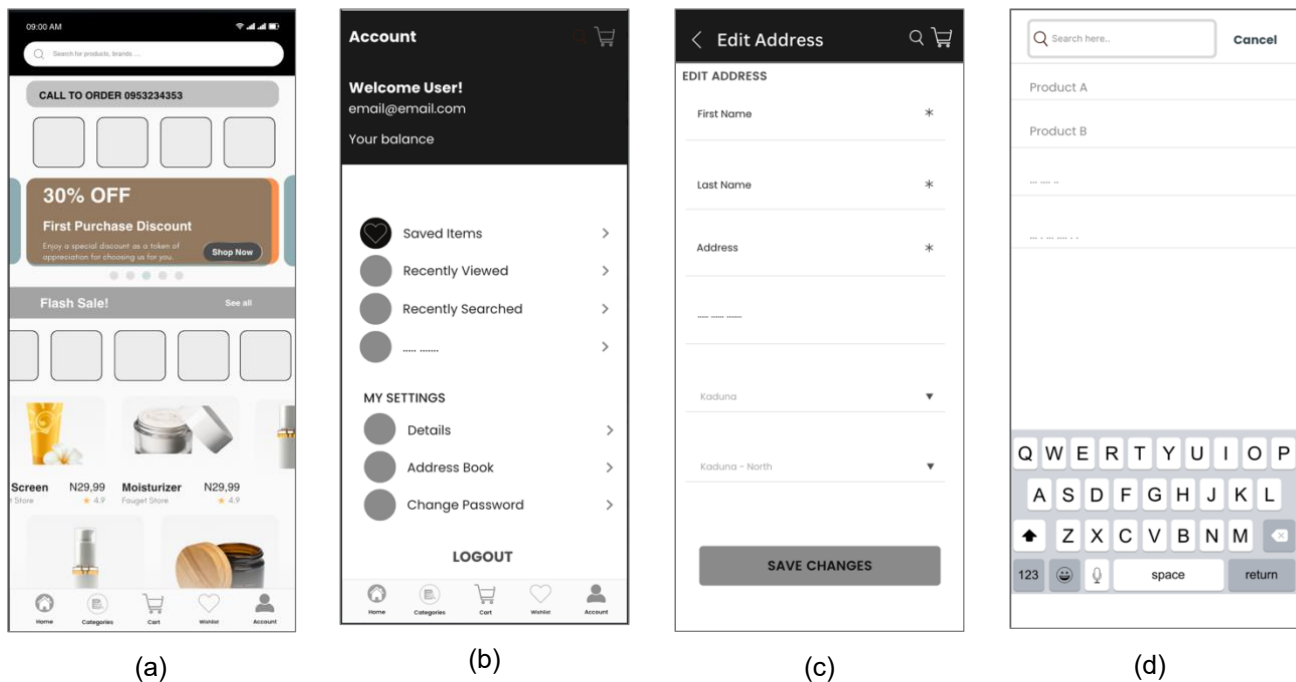 09:00 AM
Search for products, brands, ...
CALL TO ORDER 0953234353
30% OFF
First Purchase Discount
Enjoy a special discount as a token of
appreciation for choosing us for you.
Shop Now
Flash Sale!
See all
Screen N29,99
Store 4.9
Moisturizer N29,99
Fouget Store 4.9
Home Categories Cart Wishlist Account
(a)
Account
Welcome User!
email@email.com
Your balance
Saved Items
Recently Viewed
Recently Searched
..... .......
MY SETTINGS
Details
Address Book
Change Password
LOGOUT
Home Categories Cart Wishlist Account
(b)
Edit Address
EDIT ADDRESS
First Name *
Last Name *
Address *
..... ..... ......
Kaduna
Kaduna - North
SAVE CHANGES
(c)
Search here.. Cancel
Product A
Product B
... .... ..
... . ... .... . .
Q W E R T Y U I O P
A S D F G H J K L
Z X C V B N M
123 space return
(d)